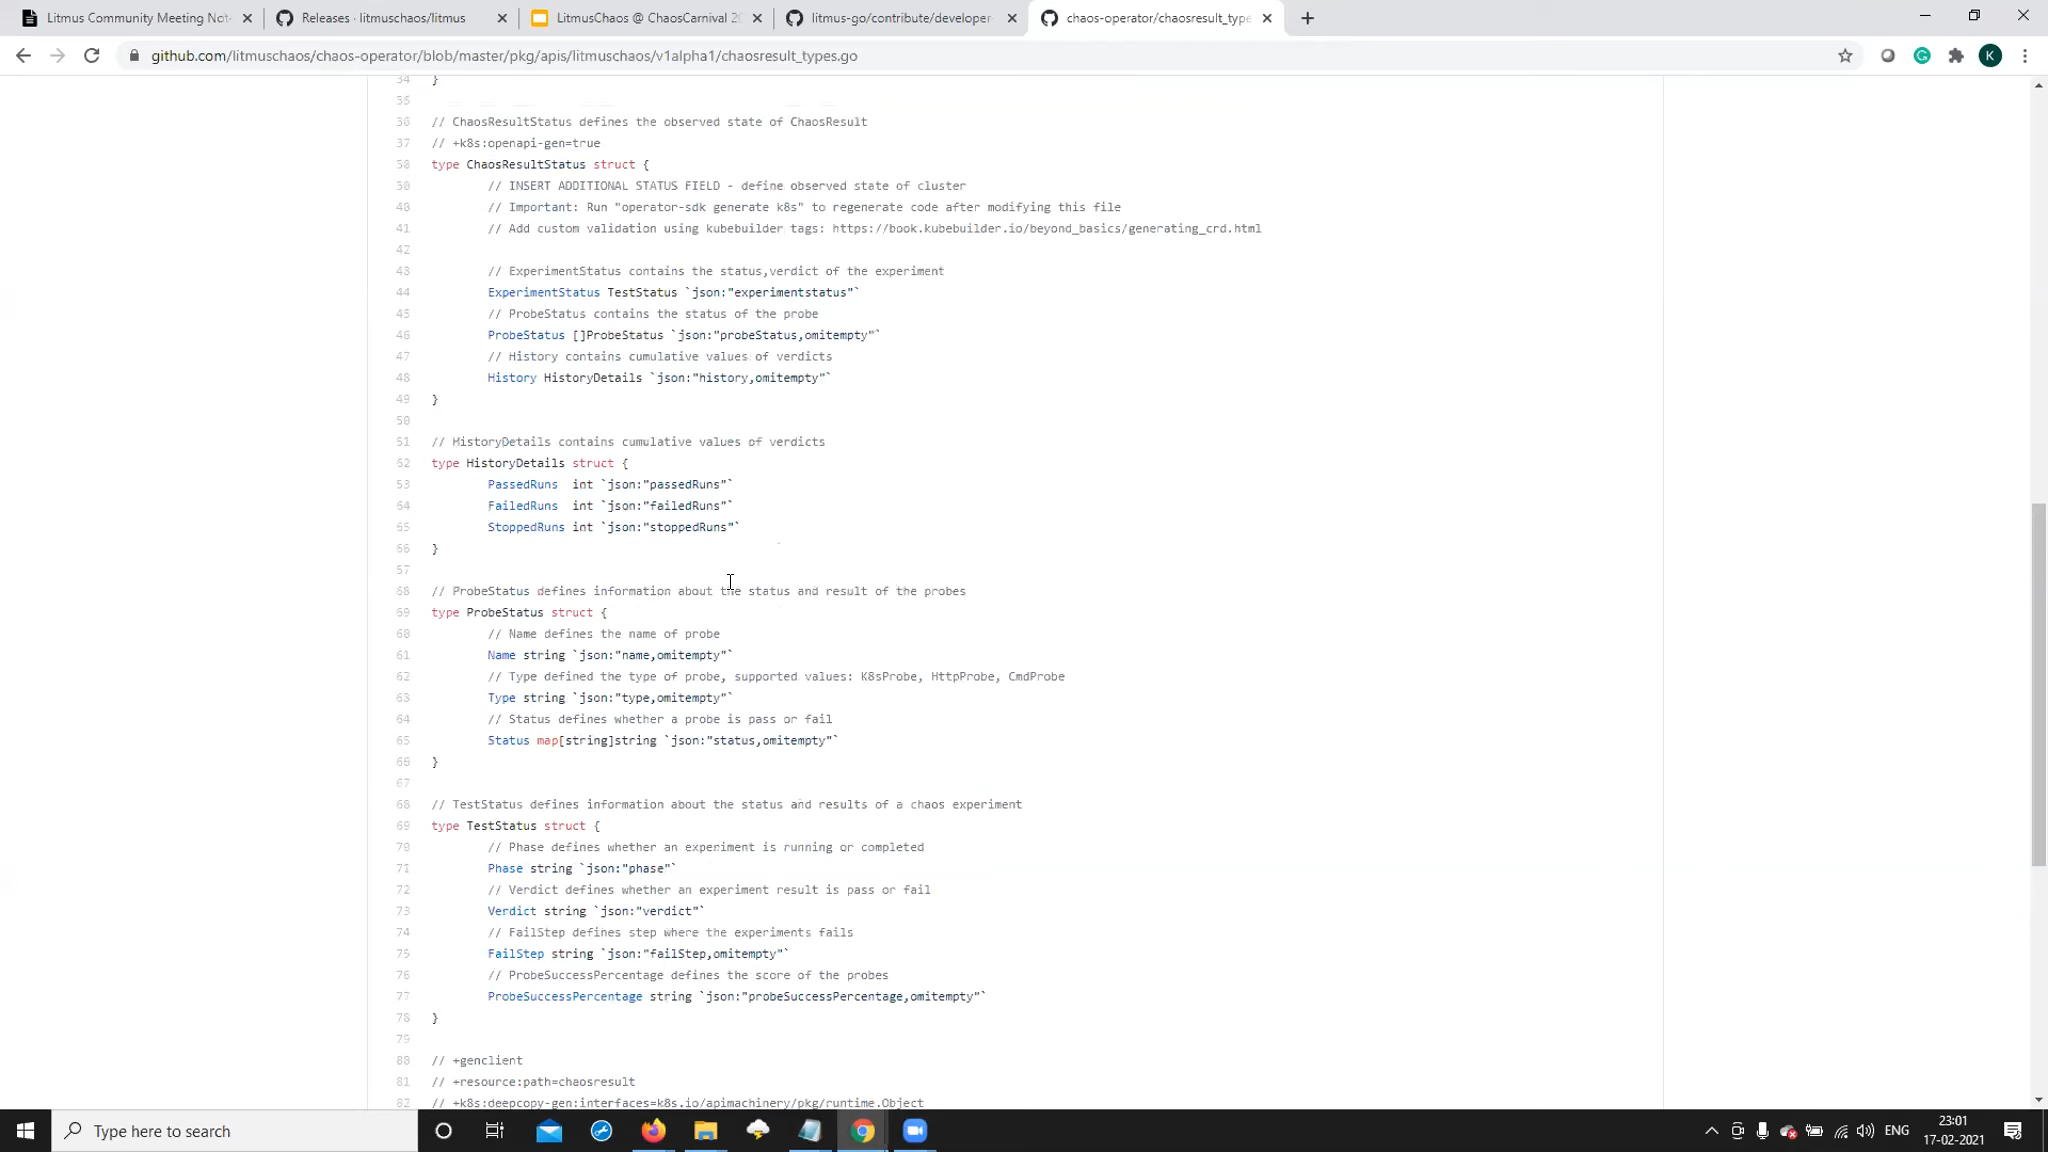 Litmus Community Meeting Not
Releases · litmuschaos/litmus
LitmusChaos @ ChaosCarnival 20
litmus-go/contribute/developer-
chaos-operator/chaosresult_type
github.com/litmuschaos/chaos-operator/blob/master/pkg/apis/litmuschaos/v1alpha1/chaosresult_types.go
K
34 }
35
36 // ChaosResultStatus defines the observed state of ChaosResult
37 // +k8s:openapi-gen=true
50 type ChaosResultStatus struct {
50 // INSERT ADDITIONAL STATUS FIELD - define observed state of cluster
40 // Important: Run "operator-sdk generate k8s" to regenerate code after modifying this file
41 // Add custom validation using kubebuilder tags: https://book.kubebuilder.io/beyond_basics/generating_crd.html
42
43 // ExperimentStatus contains the status,verdict of the experiment
44 ExperimentStatus TestStatus `json:"experimentstatus"`
45 // ProbeStatus contains the status of the probe
46 ProbeStatus []ProbeStatus `json:"probeStatus,omitempty"`
47 // History contains cumulative values of verdicts
48 History HistoryDetails `json:"history,omitempty"`
49 }
50
51 // HistoryDetails contains cumulative values of verdicts
62 type HistoryDetails struct {
53 PassedRuns int `json:"passedRuns"`
64 FailedRuns int `json:"failedRuns"`
65 StoppedRuns int `json:"stoppedRuns"`
66 }
57
68 // ProbeStatus defines information about the status and result of the probes
69 type ProbeStatus struct {
60 // Name defines the name of probe
61 Name string `json:"name,omitempty"`
62 // Type defined the type of probe, supported values: K8sProbe, HttpProbe, CmdProbe
63 Type string `json:"type,omitempty"`
64 // Status defines whether a probe is pass or fail
65 Status map[string]string `json:"status,omitempty"`
66 }
67
68 // TestStatus defines information about the status and results of a chaos experiment
69 type TestStatus struct {
70 // Phase defines whether an experiment is running or completed
71 Phase string `json:"phase"`
72 // Verdict defines whether an experiment result is pass or fail
73 Verdict string `json:"verdict"`
74 // FailStep defines step where the experiments fails
75 FailStep string `json:"failStep,omitempty"`
76 // ProbeSuccessPercentage defines the score of the probes
77 ProbeSuccessPercentage string `json:"probeSuccessPercentage,omitempty"`
78 }
79
80 // +genclient
81 // +resource:path=chaosresult
82 // +k8s:deepcopy-gen:interfaces=k8s.io/apimachinery/pkg/runtime.Object
Type here to search
ENG
23:01
17-02-2021